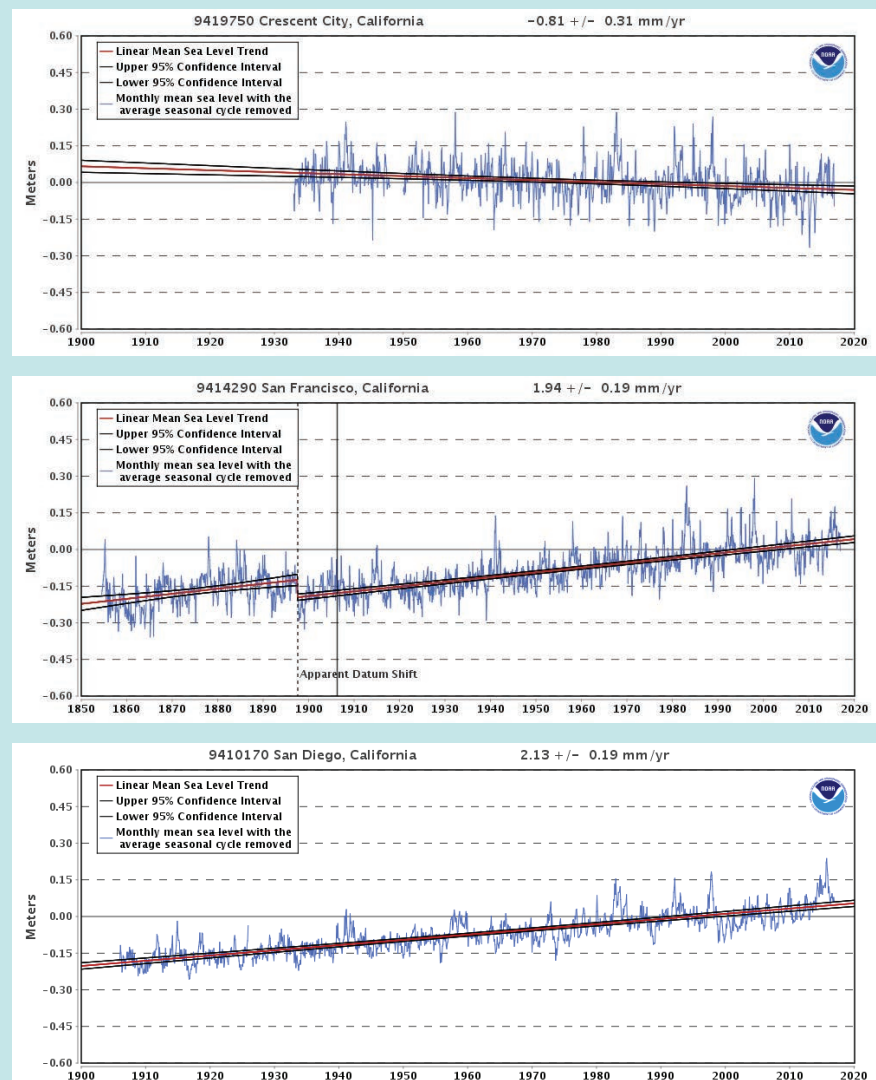 9419750 Crescent City, California −0.81 +/− 0.31 mm/yr
0.60
0.45
0.30
0.15
0.00
−0.15
−0.30
−0.45
−0.60
Meters
Linear Mean Sea Level Trend
Upper 95% Confidence Interval
Lower 95% Confidence Interval
Monthly mean sea level with the
average seasonal cycle removed
NOAA
1900 1910 1920 1930 1940 1950 1960 1970 1980 1990 2000 2010 2020
9414290 San Francisco, California 1.94 +/− 0.19 mm/yr
0.60
0.45
0.30
0.15
0.00
−0.15
−0.30
−0.45
−0.60
Meters
Linear Mean Sea Level Trend
Upper 95% Confidence Interval
Lower 95% Confidence Interval
Monthly mean sea level with the
average seasonal cycle removed
NOAA
Apparent Datum Shift
1850 1860 1870 1880 1890 1900 1910 1920 1930 1940 1950 1960 1970 1980 1990 2000 2010 2020
9410170 San Diego, California 2.13 +/− 0.19 mm/yr
0.60
0.45
0.30
0.15
0.00
−0.15
−0.30
−0.45
−0.60
Meters
Linear Mean Sea Level Trend
Upper 95% Confidence Interval
Lower 95% Confidence Interval
Monthly mean sea level with the
average seasonal cycle removed
NOAA
1900 1910 1920 1930 1940 1950 1960 1970 1980 1990 2000 2010 2020